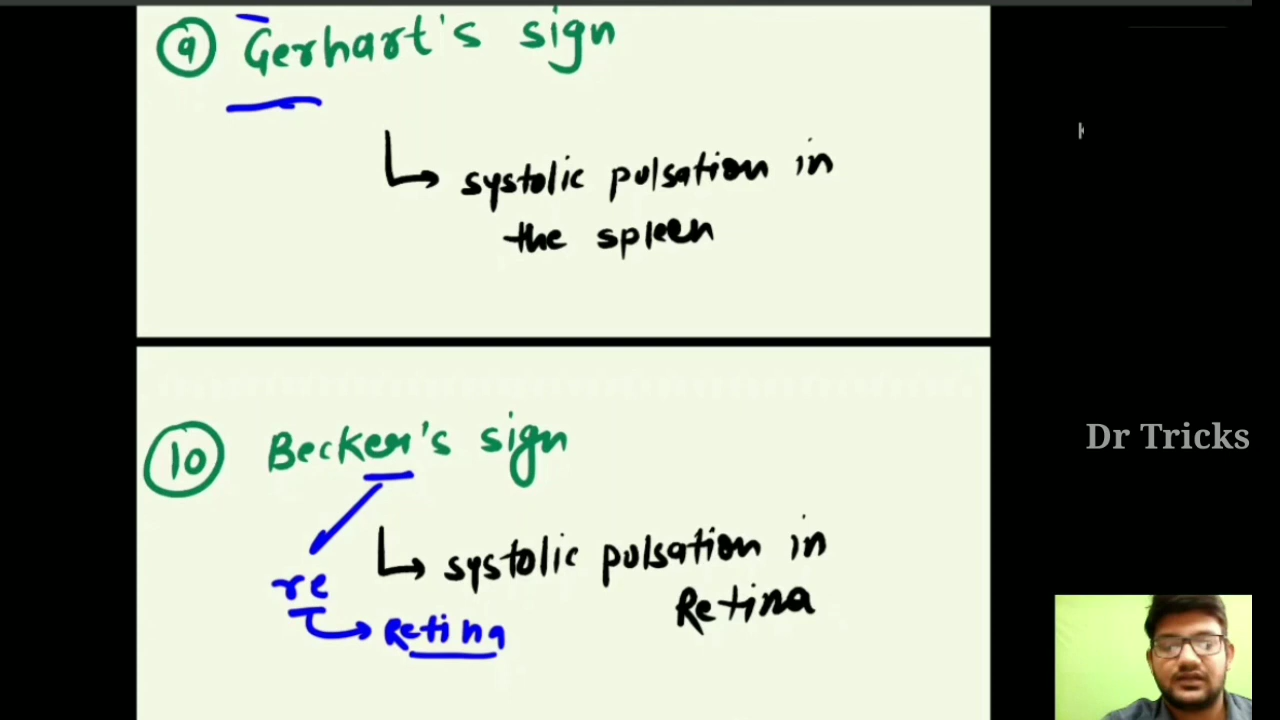 9 Gerhart's sign
systolic pulsation in
the spleen
10 Becker's sign
systolic pulsation in
Retina
re
Retina
Dr Tricks